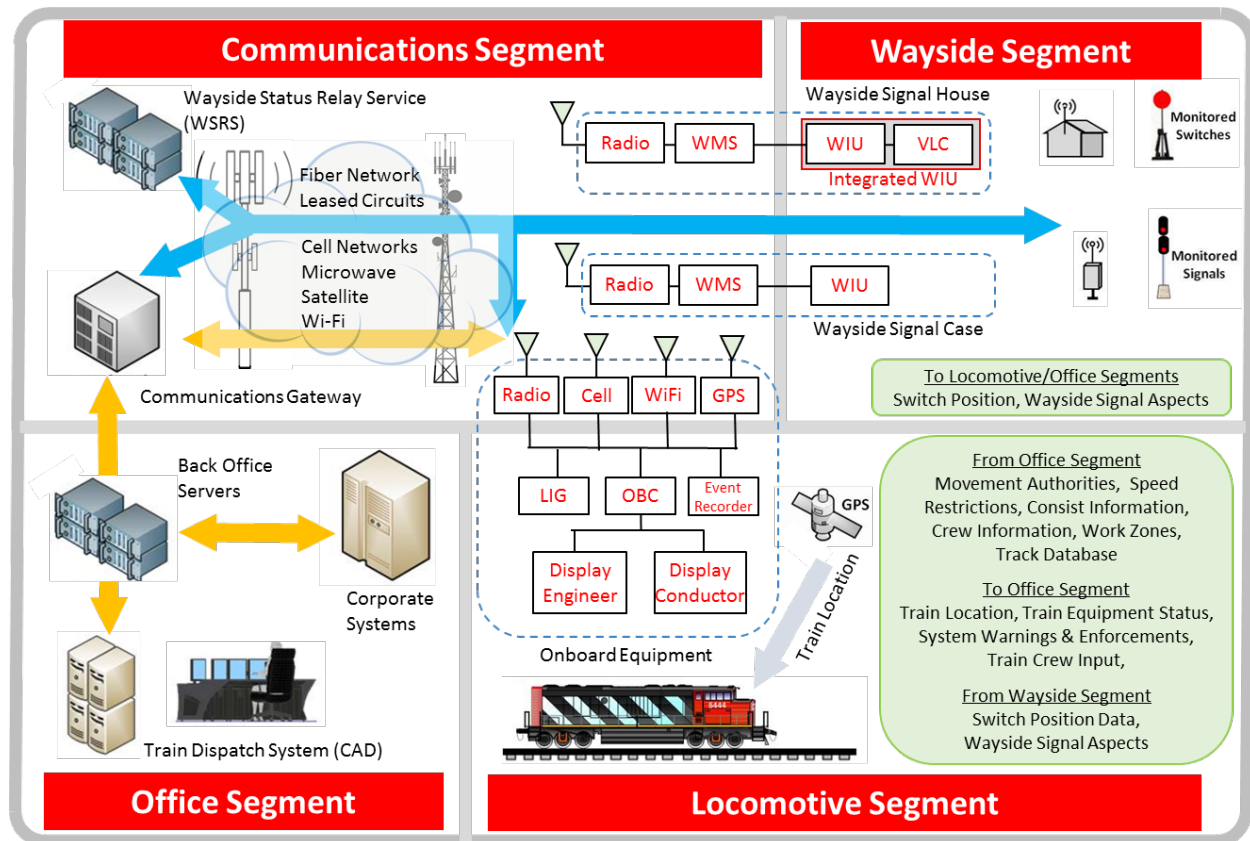 Communications Segment
Wayside Segment
Wayside Status Relay Service
(WSRS)
Fiber Network
Leased Circuits
Cell Networks
Microwave
Satellite
Wi-Fi
Communications Gateway
Wayside Signal House
Radio
WMS
WIU
VLC
Integrated WIU
Monitored
Switches
Radio
WMS
WIU
Wayside Signal Case
Monitored
Signals
To Locomotive/Office Segments
Switch Position, Wayside Signal Aspects
Back Office
Servers
Corporate
Systems
Train Dispatch System (CAD)
Office Segment
Radio
Cell
WiFi
GPS
LIG
OBC
Event
Recorder
Display
Engineer
Display
Conductor
Onboard Equipment
GPS
Train Location
5444
From Office Segment
Movement Authorities, Speed
Restrictions, Consist Information,
Crew Information, Work Zones,
Track Database
To Office Segment
Train Location, Train Equipment Status,
System Warnings & Enforcements,
Train Crew Input,
From Wayside Segment
Switch Position Data,
Wayside Signal Aspects
Locomotive Segment